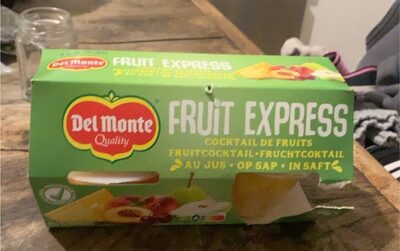 Del Monte
Quality
FRUIT EXPRESS
Del Monte
Quality
FRUIT EXPRESS
COCKTAIL DE FRUITS
FRUITCOCKTAIL • FRUCHTCOKTAIL
AU JUS • OP SAP • IN SAFT